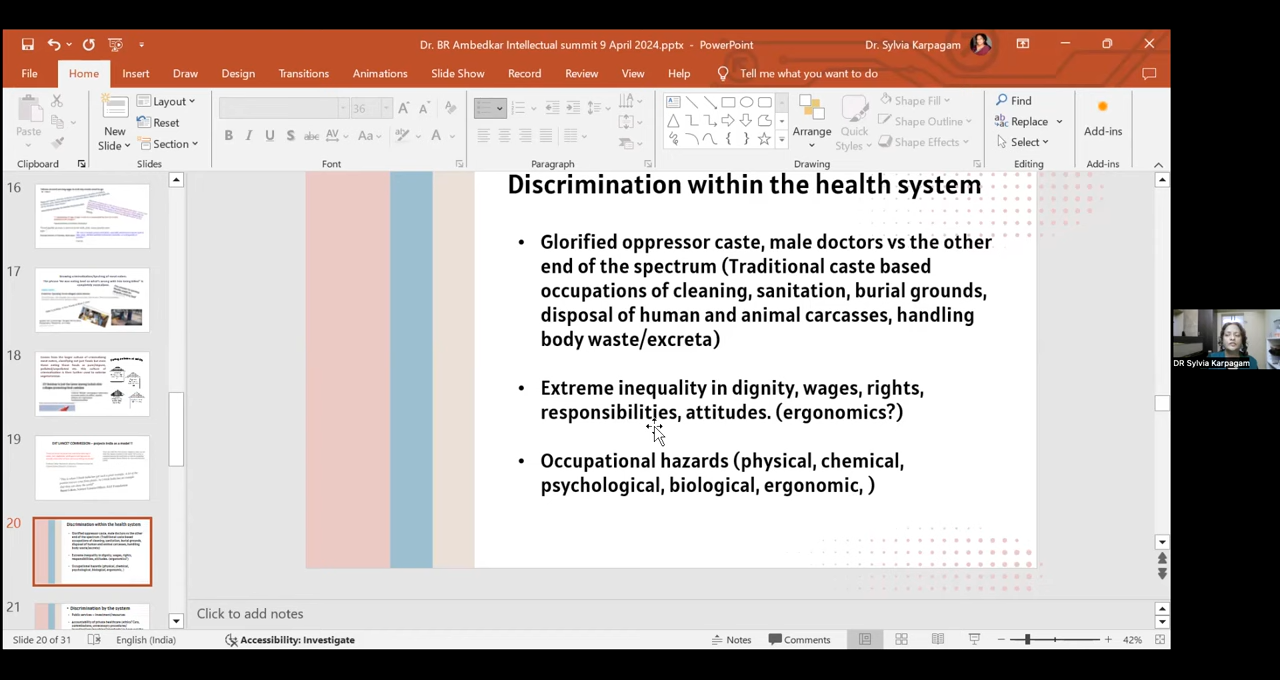 Dr. BR Ambedkar Intellectual summit 9 April 2024.pptx - PowerPoint
Dr. Sylvia Karpagam
File Home Insert Draw Design Transitions Animations Slide Show Record Review View Help Tell me what you want to do
Paste
New Slide
Layout
Reset
Section
36
B I U S abc AV Aa A
Arrange
Quick Styles
Shape Fill
Shape Outline
Shape Effects
Find
Replace
Select
Add-ins
Clipboard Slides Font Paragraph Drawing Editing Add-ins
16
17
18
19
20
21
Discrimination within the health system
• Glorified oppressor caste, male doctors vs the other
end of the spectrum (Traditional caste based
occupations of cleaning, sanitation, burial grounds,
disposal of human and animal carcasses, handling
body waste/excreta)
• Extreme inequality in dignity, wages, rights,
responsibilities, attitudes. (ergonomics?)
• Occupational hazards (physical, chemical,
psychological, biological, ergonomic, )
Discrimination by the system
DR Sylvia Karpagam
Click to add notes
Slide 20 of 31 English (India) Accessibility: Investigate Notes Comments 42%